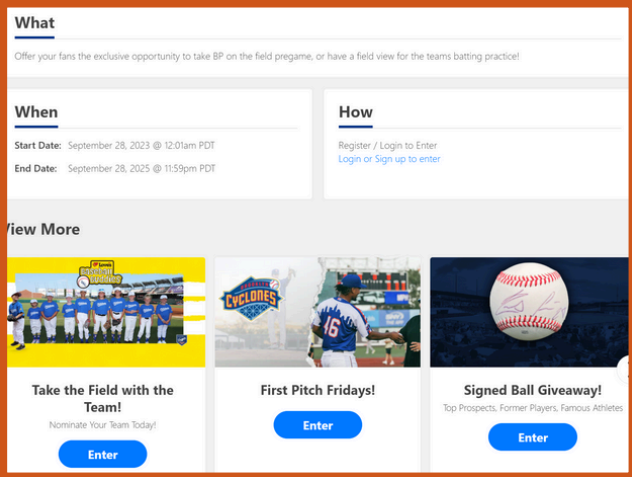 What
Offer your fans the exclusive opportunity to take BP on the field pregame, or have a field view for the teams batting practice!
When
Start Date: September 28, 2023 @ 12:01am PDT
End Date: September 28, 2025 @ 11:59pm PDT
How
Register / Login to Enter
Login or Sign up to enter
View More
Baseball
Buddies
CYCLONES
16
Take the Field with the
Team!
Nominate Your Team Today!
Enter
First Pitch Fridays!
Enter
Signed Ball Giveaway!
Top Prospects, Former Players, Famous Athletes
Enter